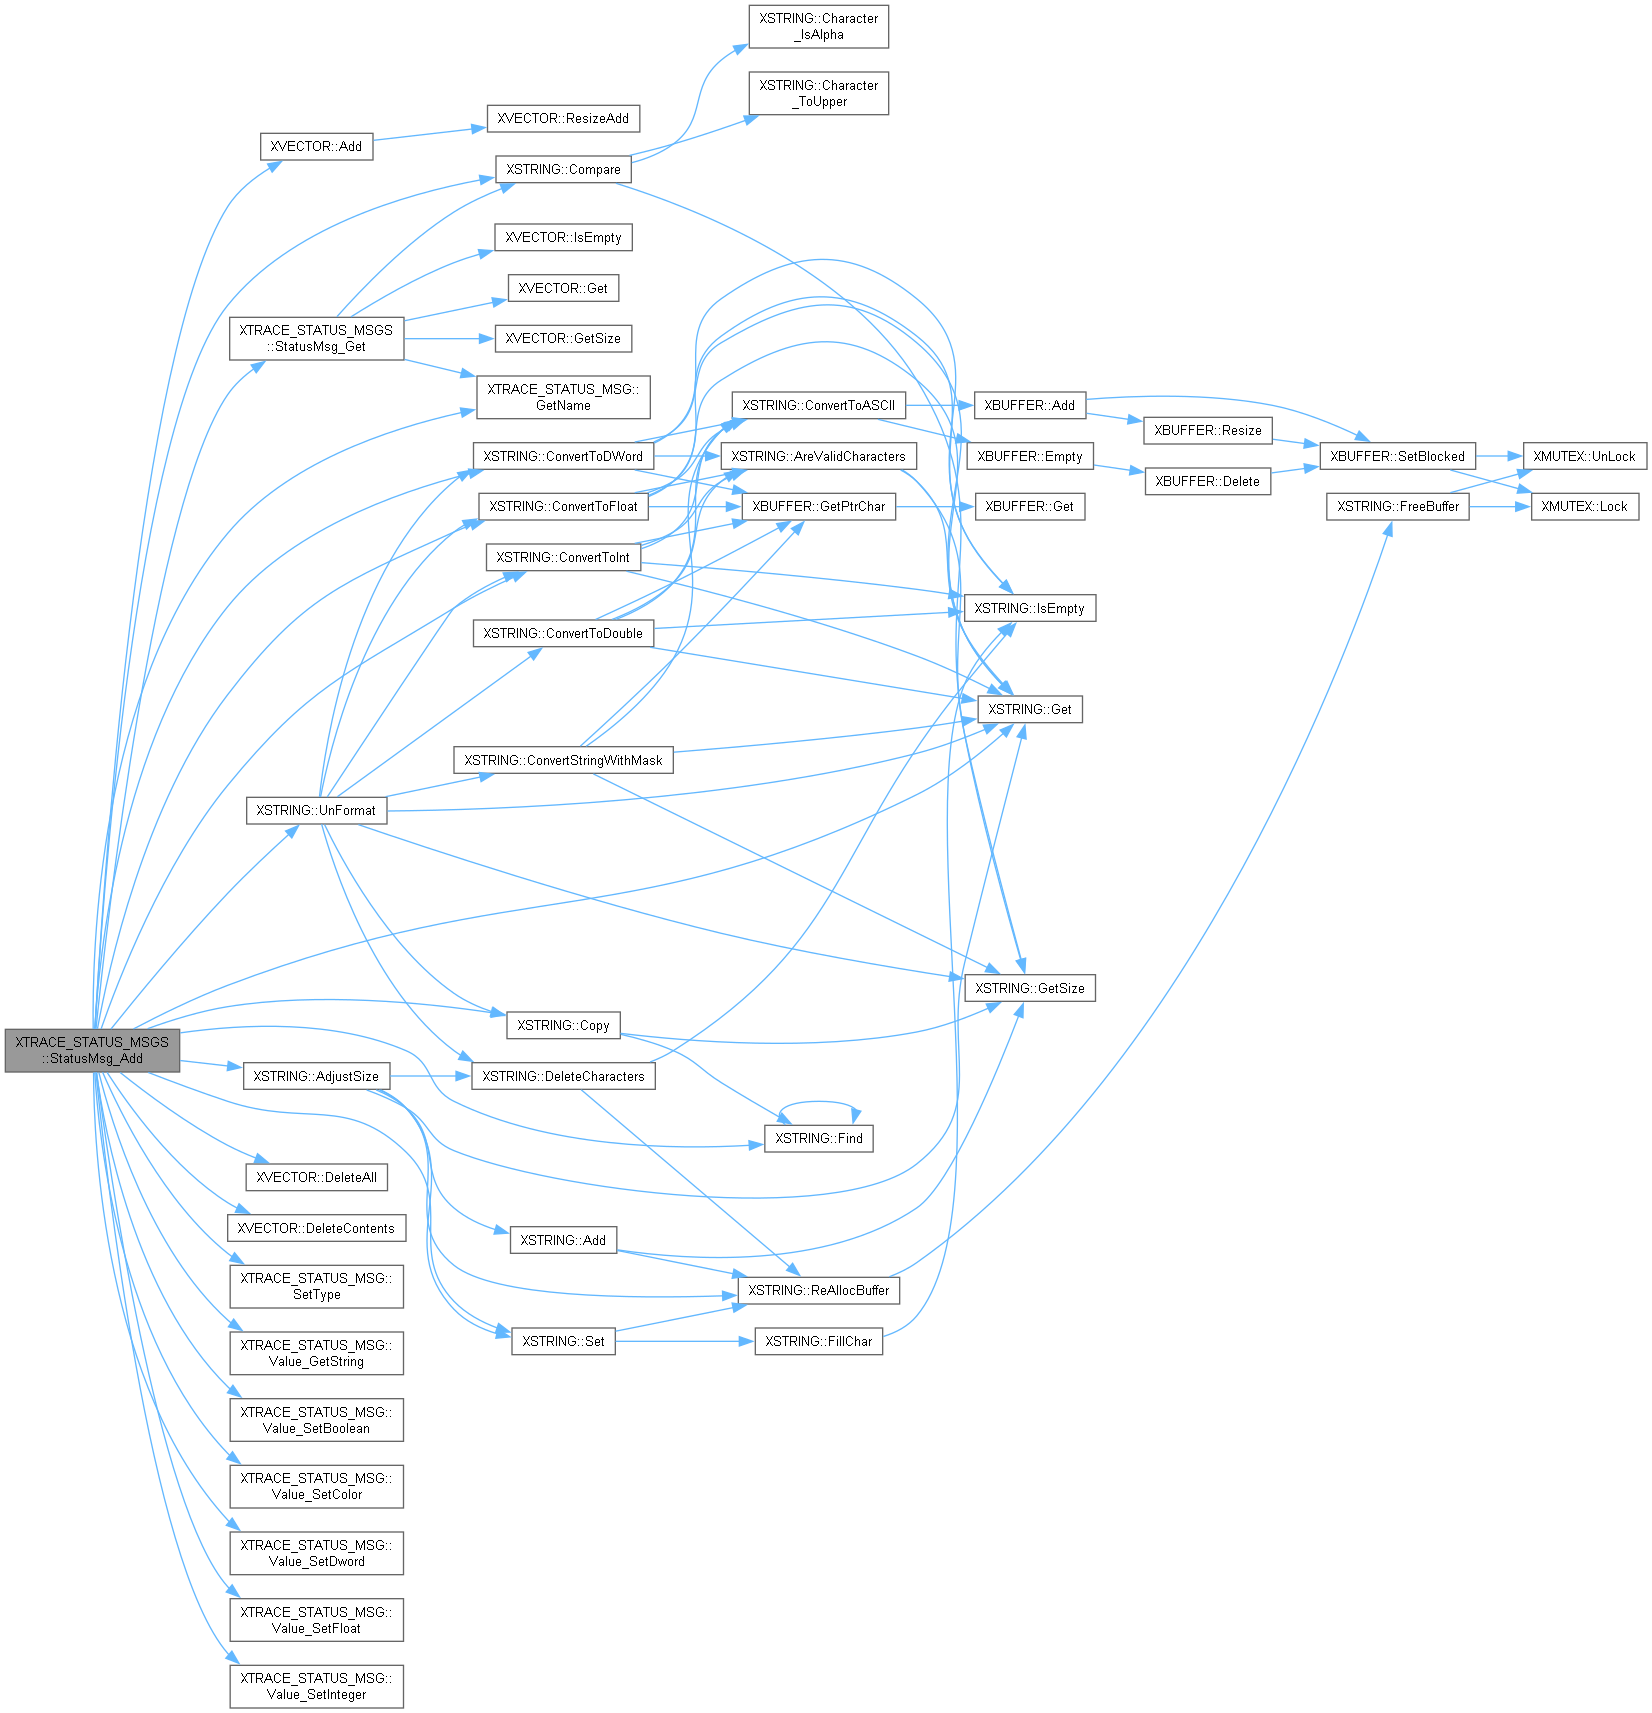 XSTRING::Character
_IsAlpha
XSTRING::Character
_ToUpper
XVECTOR::ResizeAdd
XVECTOR::Add
XSTRING::Compare
XVECTOR::IsEmpty
XVECTOR::Get
XTRACE_STATUS_MSGS
::StatusMsg_Get
XVECTOR::GetSize
XTRACE_STATUS_MSG::
GetName
XSTRING::ConvertToASCII
XBUFFER::Add
XBUFFER::Resize
XSTRING::ConvertToDWord
XSTRING::AreValidCharacters
XBUFFER::Empty
XBUFFER::SetBlocked
XMUTEX::UnLock
XBUFFER::Delete
XSTRING::ConvertToFloat
XBUFFER::GetPtrChar
XBUFFER::Get
XSTRING::FreeBuffer
XMUTEX::Lock
XSTRING::ConvertToInt
XSTRING::IsEmpty
XSTRING::ConvertToDouble
XSTRING::Get
XSTRING::ConvertStringWithMask
XSTRING::UnFormat
XSTRING::GetSize
XSTRING::Copy
XTRACE_STATUS_MSGS
::StatusMsg_Add
XSTRING::AdjustSize
XSTRING::DeleteCharacters
XSTRING::Find
XVECTOR::DeleteAll
XVECTOR::DeleteContents
XSTRING::Add
XTRACE_STATUS_MSG::
SetType
XSTRING::ReAllocBuffer
XSTRING::Set
XSTRING::FillChar
XTRACE_STATUS_MSG::
Value_GetString
XTRACE_STATUS_MSG::
Value_SetBoolean
XTRACE_STATUS_MSG::
Value_SetColor
XTRACE_STATUS_MSG::
Value_SetDword
XTRACE_STATUS_MSG::
Value_SetFloat
XTRACE_STATUS_MSG::
Value_SetInteger